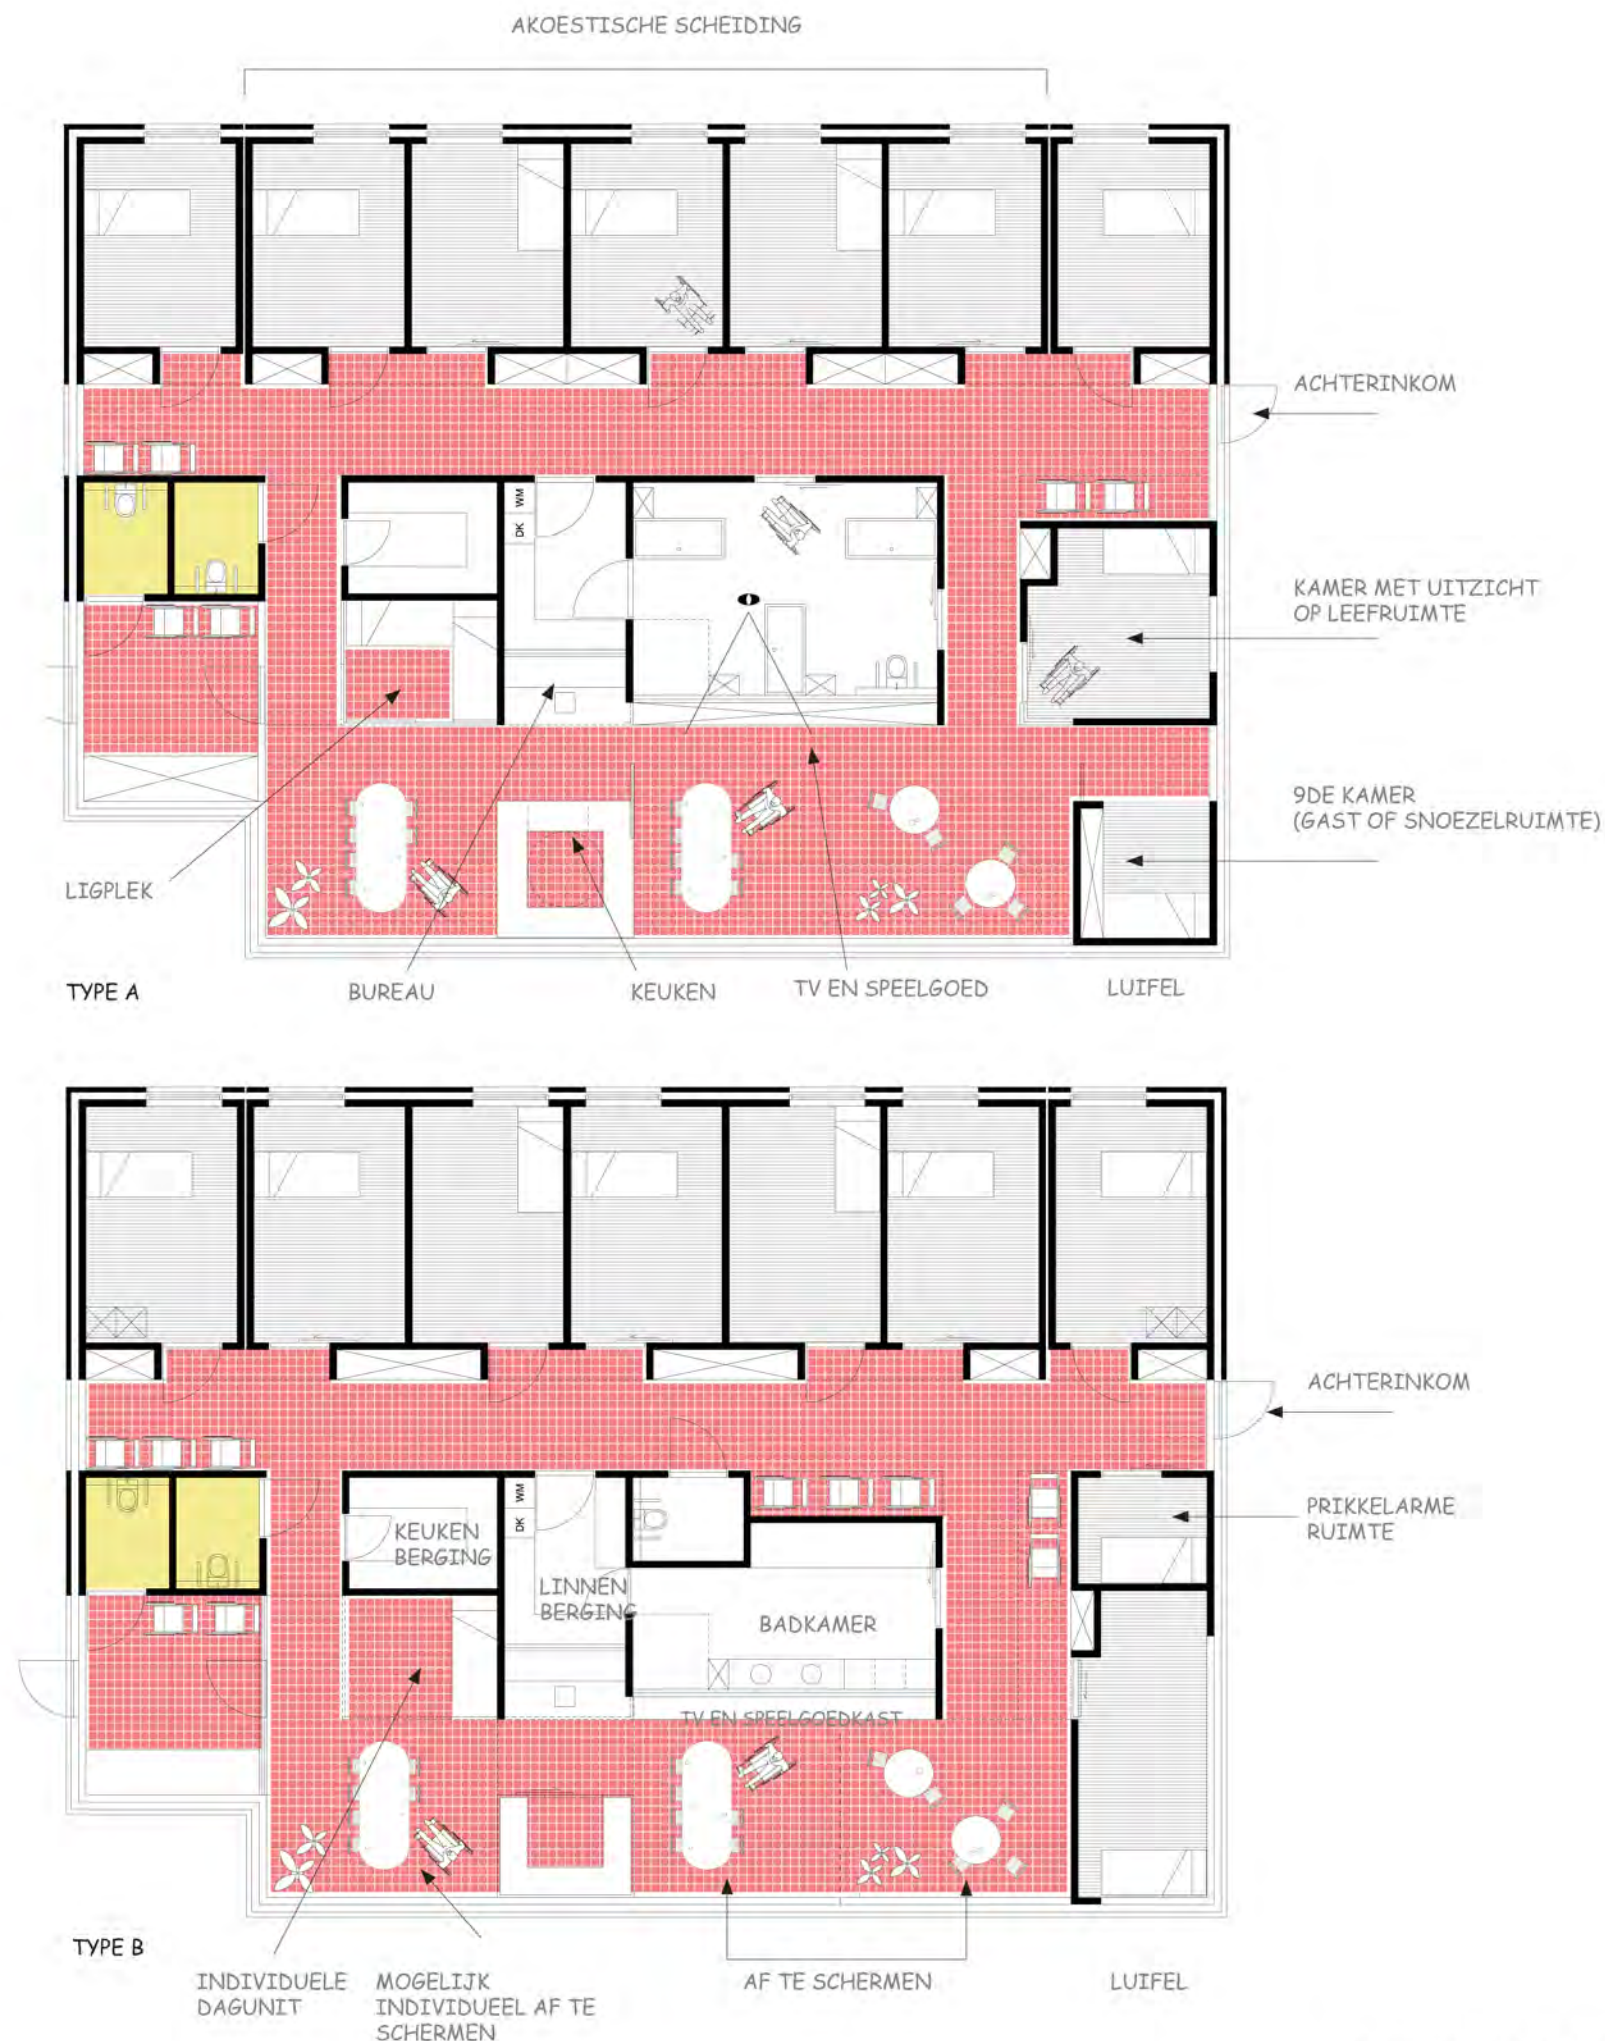 AKOESTISCHE SCHEIDING
ACHTERINKOM
WM
DK
KAMER MET UITZICHT
OP LEEFRUIMTE
9DE KAMER
(GAST OF SNOEZELRUIMTE)
LIGPLEK
TYPE A
BUREAU
KEUKEN
TV EN SPEELGOED
LUIFEL
ACHTERINKOM
WM
DK
PRIKKELARME
RUIMTE
KEUKEN
BERGING
LINNEN
BERGING
BADKAMER
TV EN SPEELGOEDKAST
TYPE B
INDIVIDUELE
DAGUNIT
MOGELIJK
INDIVIDUEEL AF TE
SCHERMEN
AF TE SCHERMEN
LUIFEL